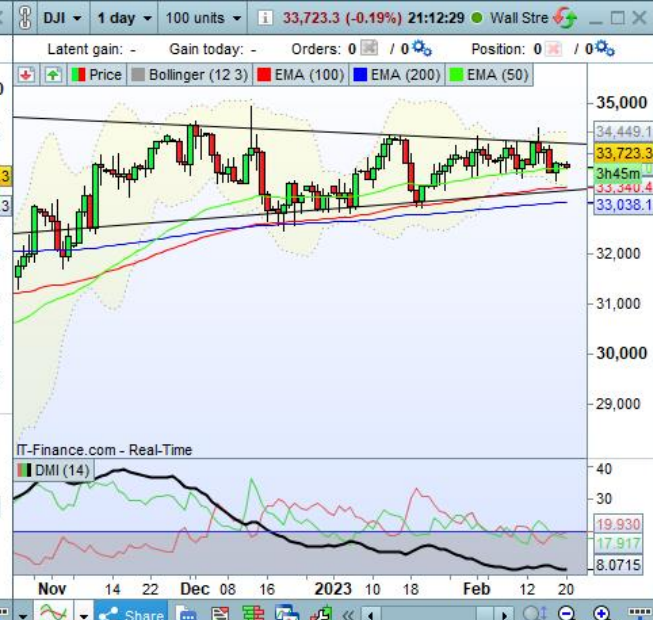 DJI 1 day 100 units i 33,723.3 (-0.19%) 21:12:29 Wall Stre
Latent gain: - Gain today: - Orders: 0 / 0 Position: 0 / 0
Price Bollinger (12 3) EMA (100) EMA (200) EMA (50)
35,000
34,449.1
33,723.3
3h45m
33,340.4
33,038.1
32,000
31,000
30,000
29,000
IT-Finance.com - Real-Time
DMI (14)
40
30
19.930
17.917
8.0715
Nov 14 22 Dec 08 16 2023 10 18 Feb 12 20
Share